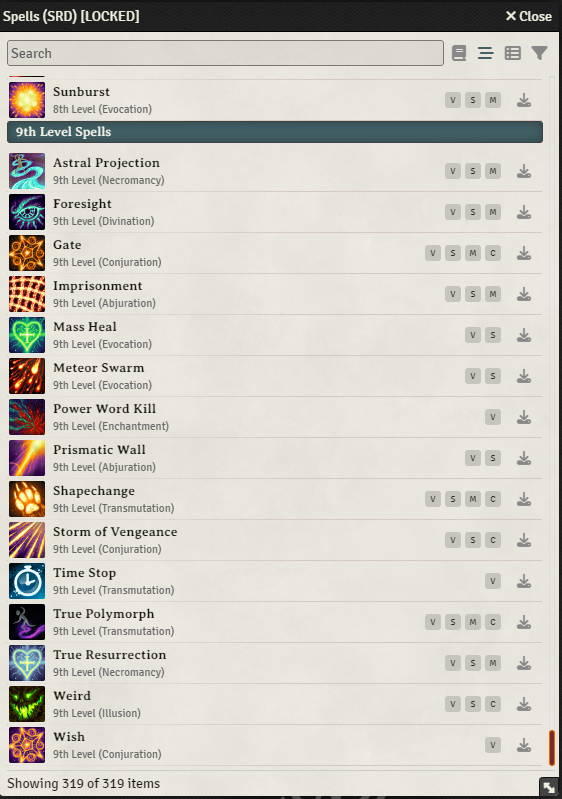 Spells (SRD) [LOCKED]
✕ Close
Search
Sunburst
8th Level (Evocation)
V S M
9th Level Spells
Astral Projection
9th Level (Necromancy)
V S M
Foresight
9th Level (Divination)
V S M
Gate
9th Level (Conjuration)
V S M C
Imprisonment
9th Level (Abjuration)
V S M
Mass Heal
9th Level (Evocation)
V S
Meteor Swarm
9th Level (Evocation)
V S
Power Word Kill
9th Level (Enchantment)
V
Prismatic Wall
9th Level (Abjuration)
V S
Shapechange
9th Level (Transmutation)
V S M C
Storm of Vengeance
9th Level (Conjuration)
V S C
Time Stop
9th Level (Transmutation)
V
True Polymorph
9th Level (Transmutation)
V S M C
True Resurrection
9th Level (Necromancy)
V S M
Weird
9th Level (Illusion)
V S C
Wish
9th Level (Conjuration)
V
Showing 319 of 319 items